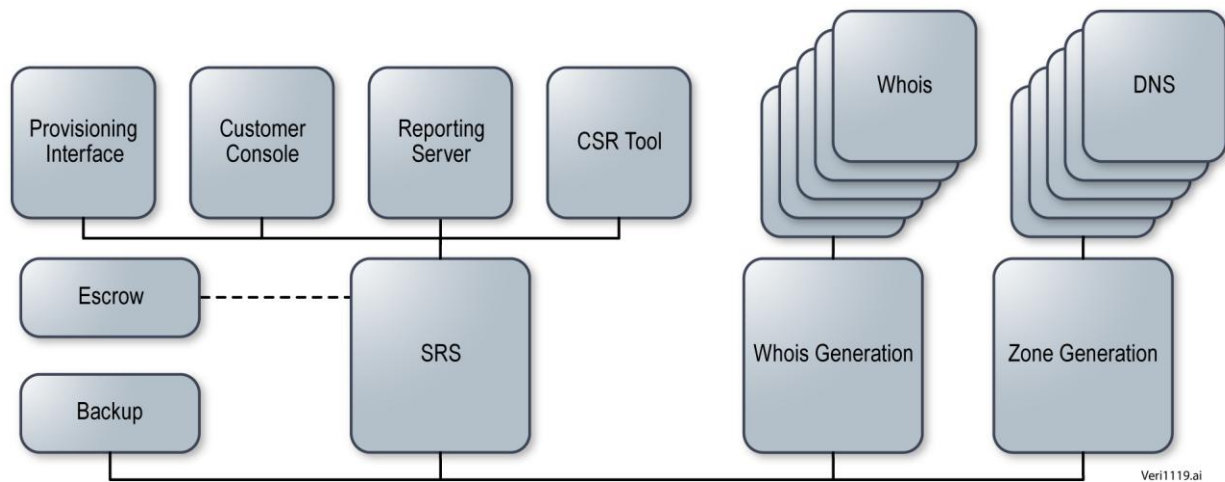 Provisioning
Interface
Customer
Console
Reporting
Server
CSR Tool
Whois
DNS
Escrow
SRS
Whois Generation
Zone Generation
Backup
Veri1119.ai